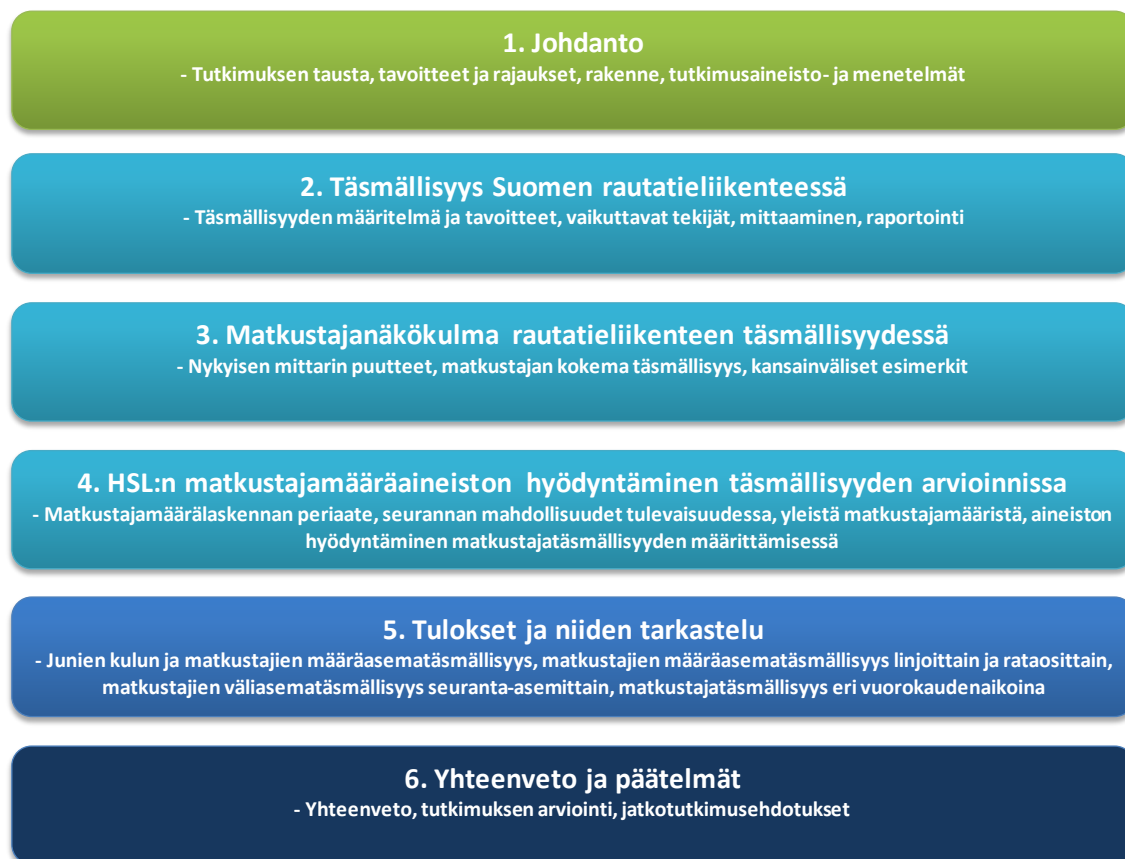 1. Johdanto
- Tutkimuksen tausta, tavoitteet ja rajaukset, rakenne, tutkimusaineisto- ja menetelmät
2. Täsmällisyys Suomen rautatieliikenteessä
- Täsmällisyyden määritelmä ja tavoitteet, vaikuttavat tekijät, mittaaminen, raportointi
3. Matkustajanäkökulma rautatieliikenteen täsmällisyydessä
- Nykyisen mittarin puutteet, matkustajan kokema täsmällisyys, kansainväliset esimerkit
4. HSL:n matkustajamääräaineiston hyödyntäminen täsmällisyyden arvioinnissa
- Matkustajamäärälaskennan periaate, seurannan mahdollisuudet tulevaisuudessa, yleistä matkustajamääristä, aineiston
hyödyntäminen matkustajatäsmällisyyden määrittämisessä
5. Tulokset ja niiden tarkastelu
- Junien kulun ja matkustajien määräasematäsmällisyys, matkustajien määräasematäsmällisyys linjoittain ja rataosittain,
matkustajien väliasematäsmällisyys seuranta-asemittain, matkustajatäsmällisyys eri vuorokaudenaikoina
6. Yhteenveto ja päätelmät
- Yhteenveto, tutkimuksen arviointi, jatkotutkimusehdotukset